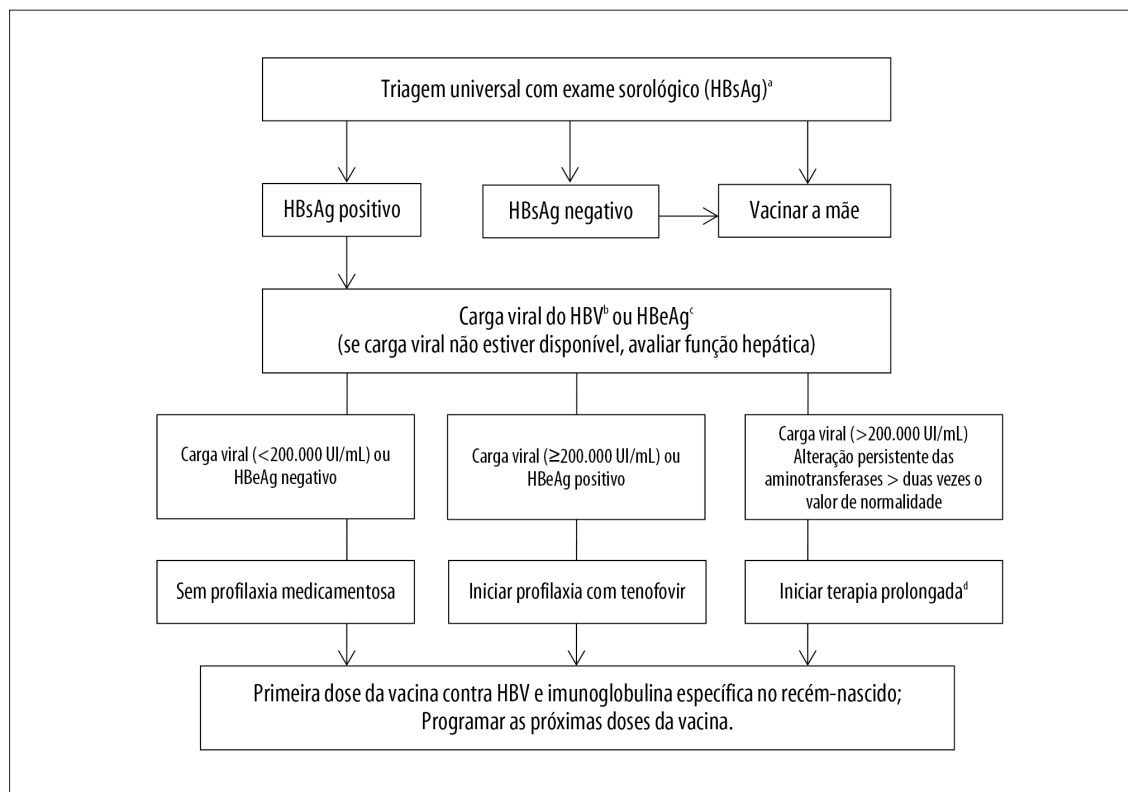 Triagem universal com exame sorológico (HBsAg)ᵃ
HBsAg positivo
HBsAg negativo
Vacinar a mãe
Carga viral do HBVᵇ ou HBeAgᶜ
(se carga viral não estiver disponível, avaliar função hepática)
Carga viral (<200.000 UI/mL) ou
HBeAg negativo
Carga viral (≥200.000 UI/mL) ou
HBeAg positivo
Carga viral (>200.000 UI/mL)
Alteração persistente das
aminotransferases > duas vezes o
valor de normalidade
Sem profilaxia medicamentosa
Iniciar profilaxia com tenofovir
Iniciar terapia prolongadaᵈ
Primeira dose da vacina contra HBV e imunoglobulina específica no recém-nascido;
Programar as próximas doses da vacina.